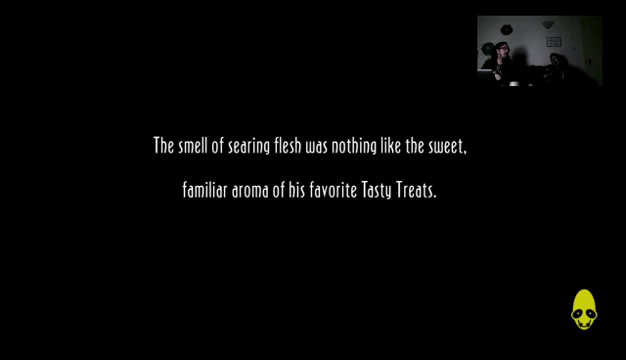 The smell of searing flesh was nothing like the sweet,
familiar aroma of his favorite Tasty Treats.